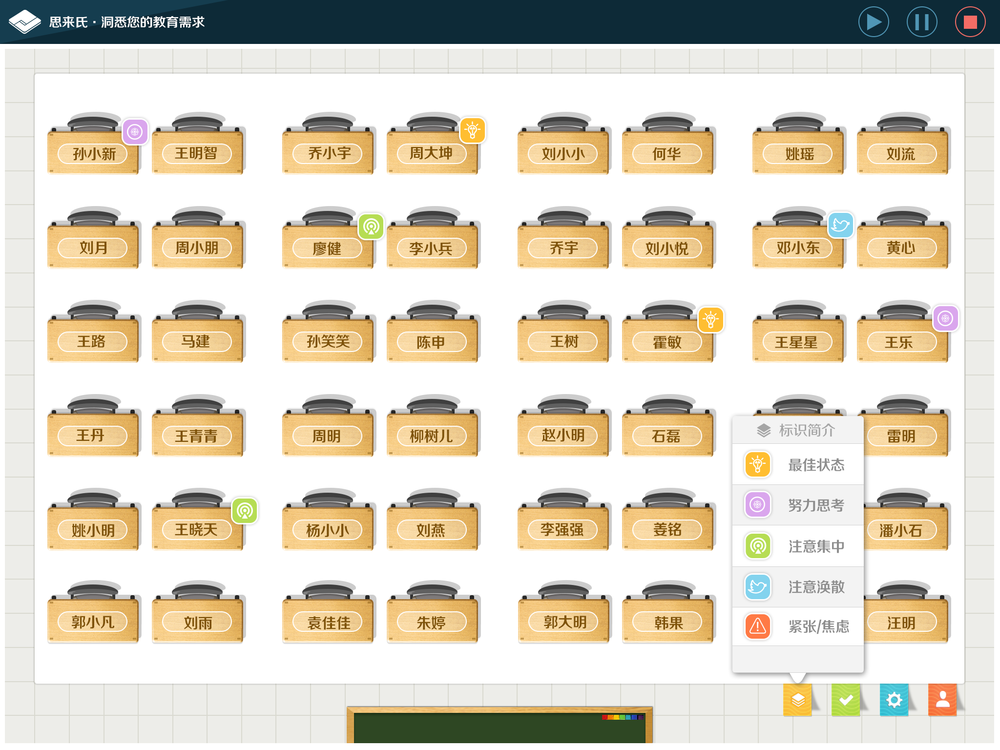 思来氏·洞悉您的教育需求
孙小新 王明智 乔小宇 周大坤 刘小小 何华 姚瑶 刘流
刘月 周小朋 廖健 李小兵 乔宇 刘小悦 邓小东 黄心
王路 马建 孙笑笑 陈申 王树 霍敏 王星星 王乐
王丹 王青青 周明 柳树儿 赵小明 石磊 雷明
姚小明 王晓天 杨小小 刘燕 李强强 姜铭 潘小石
郭小凡 刘雨 袁佳佳 朱婷 郭大明 韩果 汪明
标识简介
最佳状态
努力思考
注意集中
注意涣散
紧张/焦虑